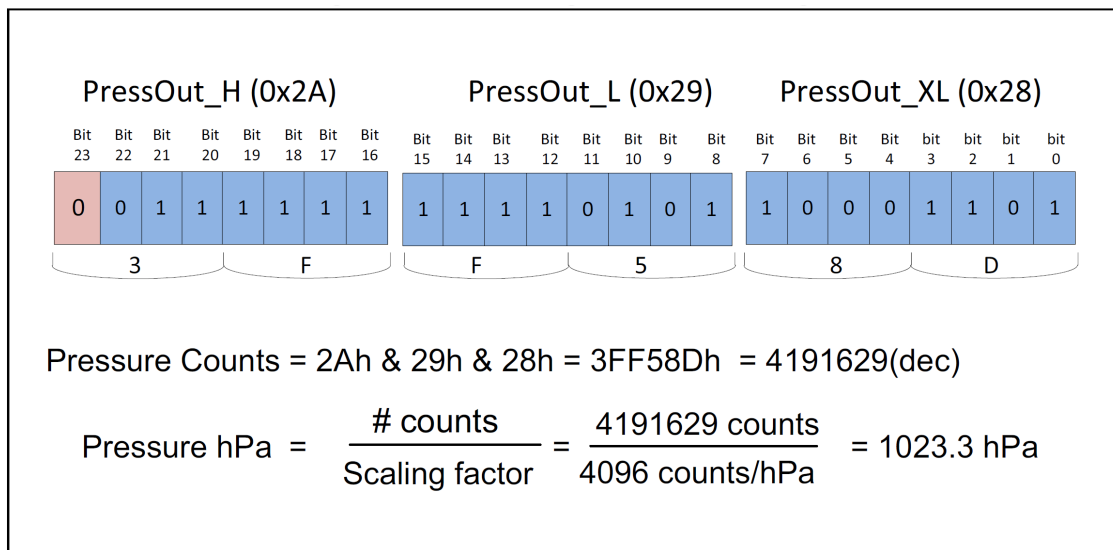 PressOut_H (0x2A) PressOut_L (0x29) PressOut_XL (0x28)
Bit 23 Bit 22 Bit 21 Bit 20 Bit 19 Bit 18 Bit 17 Bit 16 Bit 15 Bit 14 Bit 13 Bit 12 Bit 11 Bit 10 Bit 9 Bit 8 Bit 7 Bit 6 Bit 5 Bit 4 bit 3 bit 2 bit 1 bit 0
0 0 1 1 1 1 1 1 1 1 1 1 0 1 0 1 1 0 0 0 1 1 0 1
3 F F 5 8 D
Pressure Counts = 2Ah & 29h & 28h = 3FF58Dh = 4191629(dec)
Pressure hPa = # counts / Scaling factor = 4191629 counts / 4096 counts/hPa = 1023.3 hPa